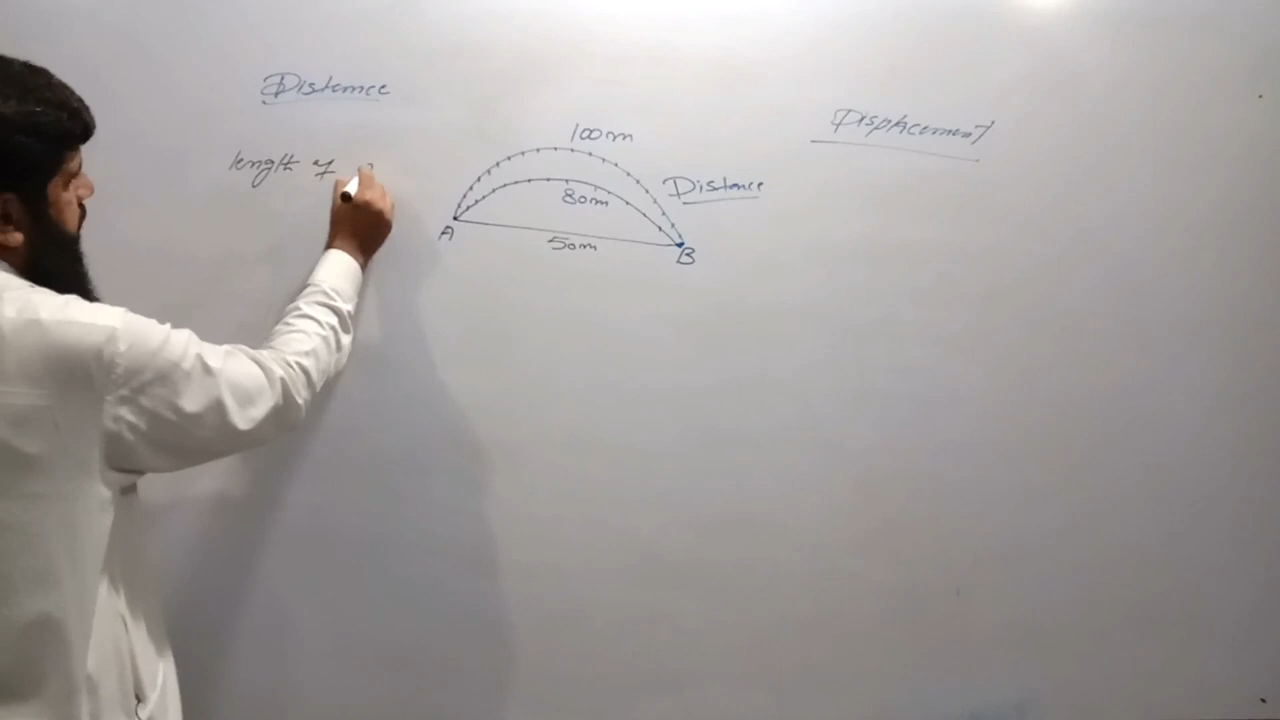 Distance
Displacement
100m
length of
Distance
80m
A
50m
B